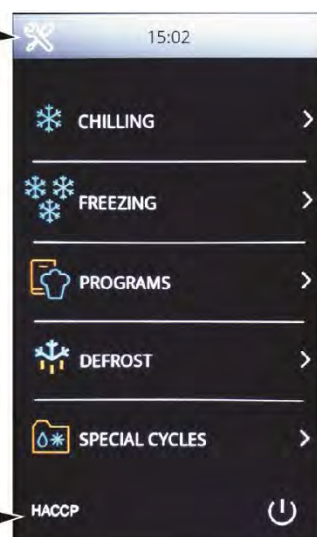 15:02
CHILLING
FREEZING
PROGRAMS
DEFROST
SPECIAL CYCLES
HACCP